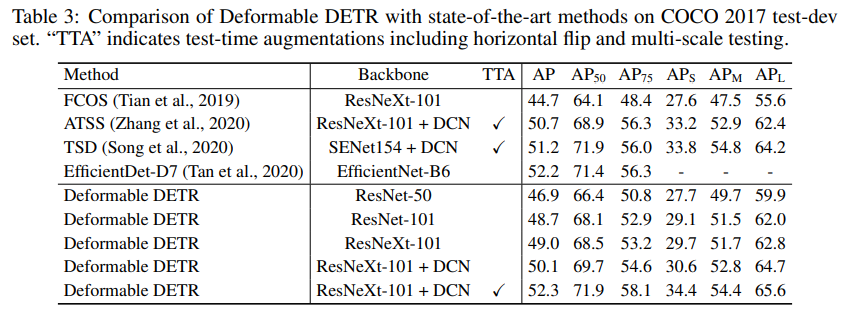 Table 3: Comparison of Deformable DETR with state-of-the-art methods on COCO 2017 test-dev
set. “TTA” indicates test-time augmentations including horizontal flip and multi-scale testing.
Method Backbone TTA AP AP50 AP75 APS APM APL
FCOS (Tian et al., 2019) ResNeXt-101 44.7 64.1 48.4 27.6 47.5 55.6
ATSS (Zhang et al., 2020) ResNeXt-101 + DCN ✓ 50.7 68.9 56.3 33.2 52.9 62.4
TSD (Song et al., 2020) SENet154 + DCN ✓ 51.2 71.9 56.0 33.8 54.8 64.2
EfficientDet-D7 (Tan et al., 2020) EfficientNet-B6 52.2 71.4 56.3 - - -
Deformable DETR ResNet-50 46.9 66.4 50.8 27.7 49.7 59.9
Deformable DETR ResNet-101 48.7 68.1 52.9 29.1 51.5 62.0
Deformable DETR ResNeXt-101 49.0 68.5 53.2 29.7 51.7 62.8
Deformable DETR ResNeXt-101 + DCN 50.1 69.7 54.6 30.6 52.8 64.7
Deformable DETR ResNeXt-101 + DCN ✓ 52.3 71.9 58.1 34.4 54.4 65.6